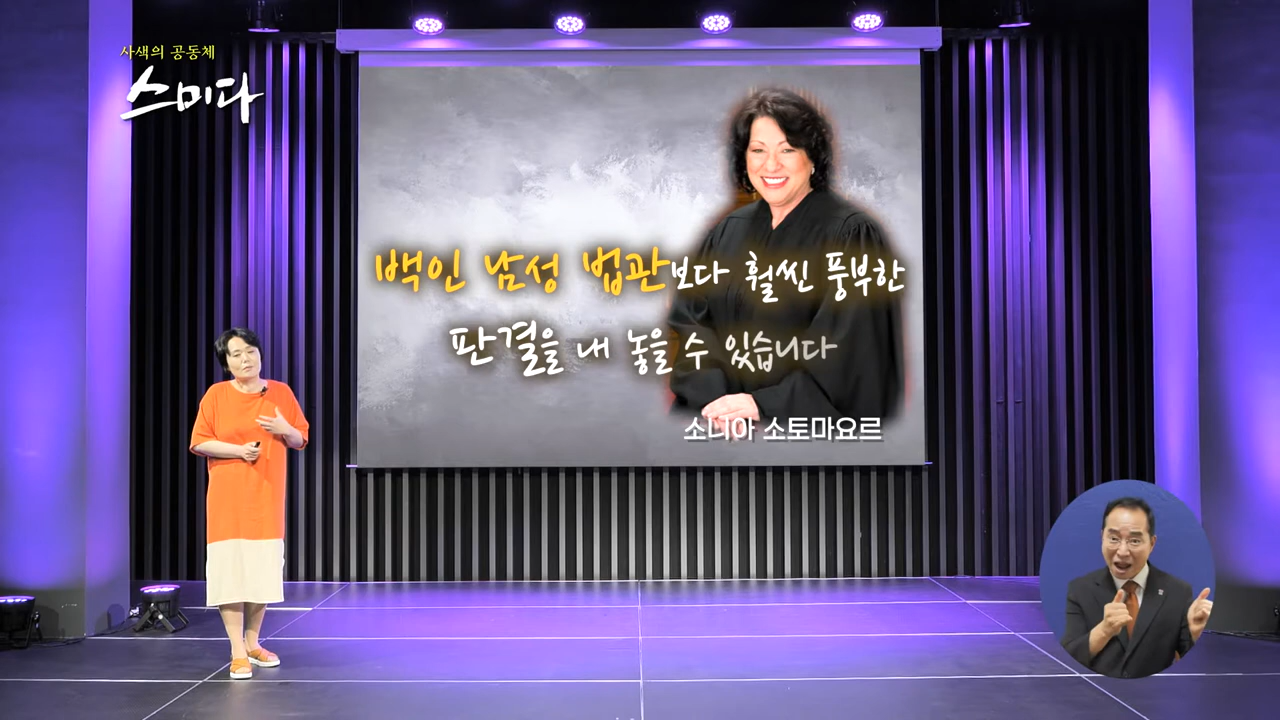 사색의 공동체
스미다
백인 남성 법관보다 훨씬 풍부한
판결을 내 놓을 수 있습니다
소니아 소토마요르